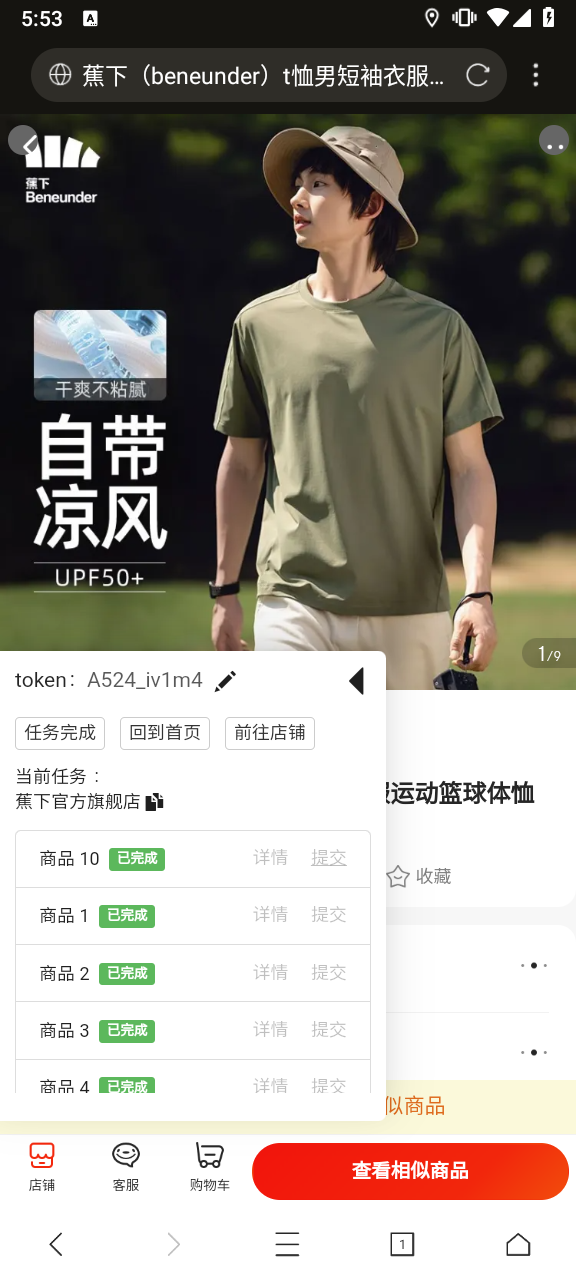 5:53
A
蕉下（beneunder）t恤男短袖衣服...
蕉下
Beneunder
干爽不粘腻
自带
凉风
UPF50+
1/9
token： A524_iv1m4
任务完成
回到首页
前往店铺
当前任务：
蕉下官方旗舰店
服运动篮球体恤
商品 10 已完成 详情 提交
收藏
商品 1 已完成 详情 提交
商品 2 已完成 详情 提交
商品 3 已完成 详情 提交
商品 4 已完成 详情 提交
似商品
店铺
客服
购物车
查看相似商品
1